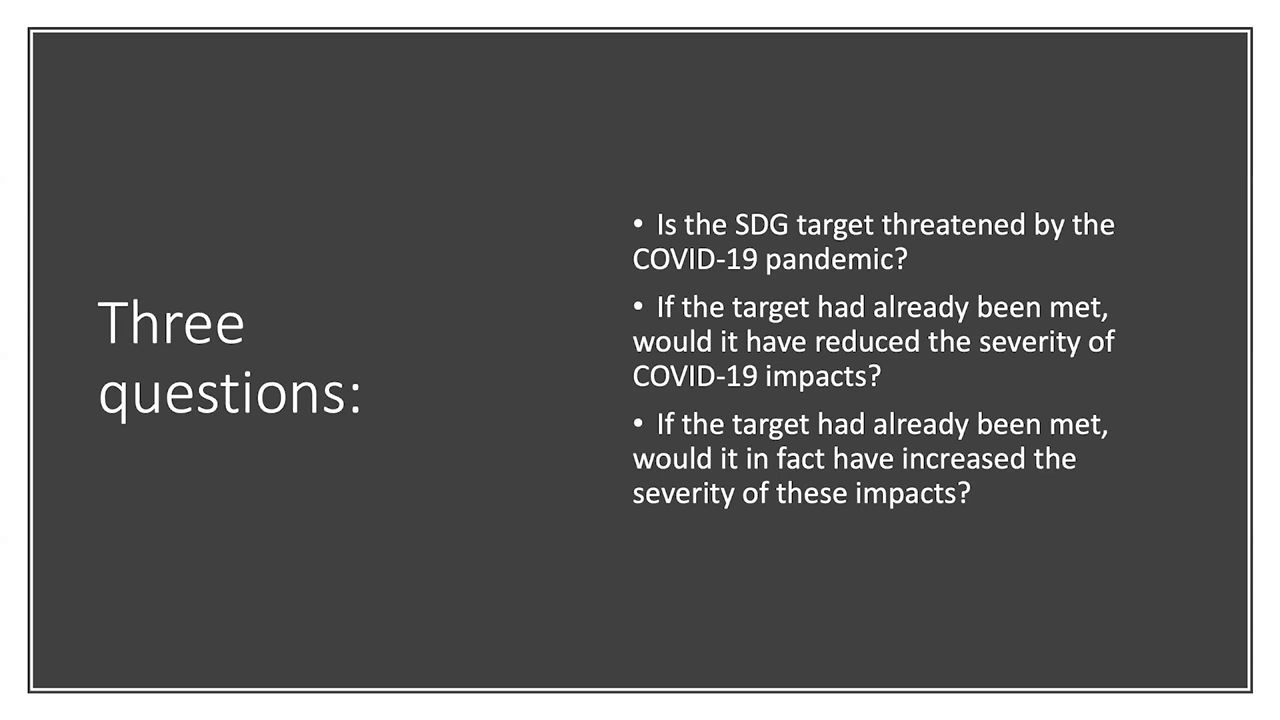 Three
questions:
• Is the SDG target threatened by the
COVID-19 pandemic?
• If the target had already been met,
would it have reduced the severity of
COVID-19 impacts?
• If the target had already been met,
would it in fact have increased the
severity of these impacts?